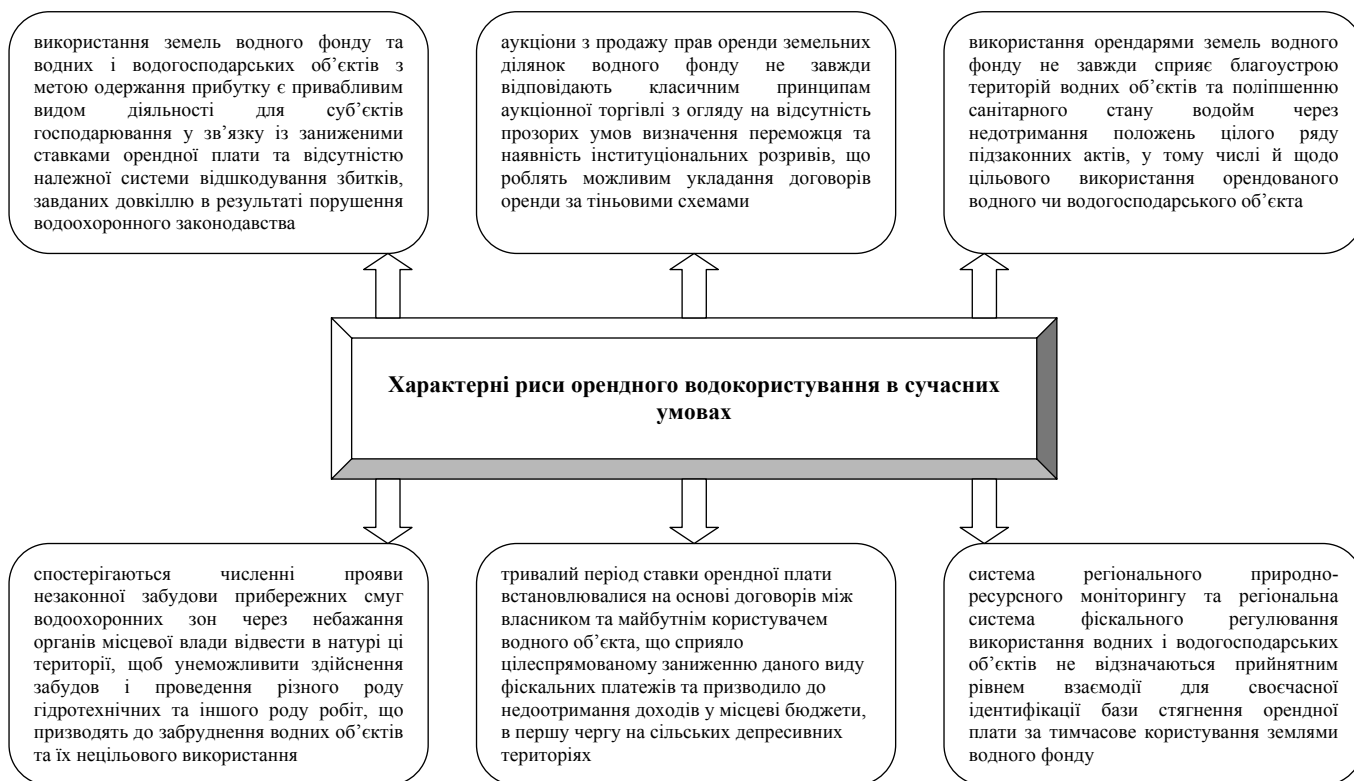 використання земель водного фонду та
водних і водогосподарських об’єктів з
метою одержання прибутку є привабливим
видом діяльності для суб’єктів
господарювання у зв’язку із заниженими
ставками орендної плати та відсутністю
належної системи відшкодування збитків,
завданих довкіллю в результаті порушення
водоохоронного законодавства
аукціони з продажу прав оренди земельних
ділянок водного фонду не завжди
відповідають класичним принципам
аукціонної торгівлі з огляду на відсутність
прозорих умов визначення переможця та
наявність інституціональних розривів, що
роблять можливим укладання договорів
оренди за тіньовими схемами
використання орендарями земель водного
фонду не завжди сприяє благоустрою
територій водних об’єктів та поліпшенню
санітарного стану водойм через
недотримання положень цілого ряду
підзаконних актів, у тому числі й щодо
цільового використання орендованого
водного чи водогосподарського об’єкта
Характерні риси орендного водокористування в сучасних
умовах
спостерігаються численні прояви
незаконної забудови прибережних смуг
водоохоронних зон через небажання
органів місцевої влади відвести в натурі ці
території, щоб унеможливити здійснення
забудов і проведення різного роду
гідротехнічних та іншого роду робіт, що
призводять до забруднення водних об’єктів
та їх нецільового використання
тривалий період ставки орендної плати
встановлювалися на основі договорів між
власником та майбутнім користувачем
водного об’єкта, що сприяло
цілеспрямованому заниженню даного виду
фіскальних платежів та призводило до
недоотримання доходів у місцеві бюджети,
в першу чергу на сільських депресивних
територіях
система регіонального природно-
ресурсного моніторингу та регіональна
система фіскального регулювання
використання водних і водогосподарських
об’єктів не відзначаються прийнятним
рівнем взаємодії для своєчасної
ідентифікації бази стягнення орендної
плати за тимчасове користування землями
водного фонду